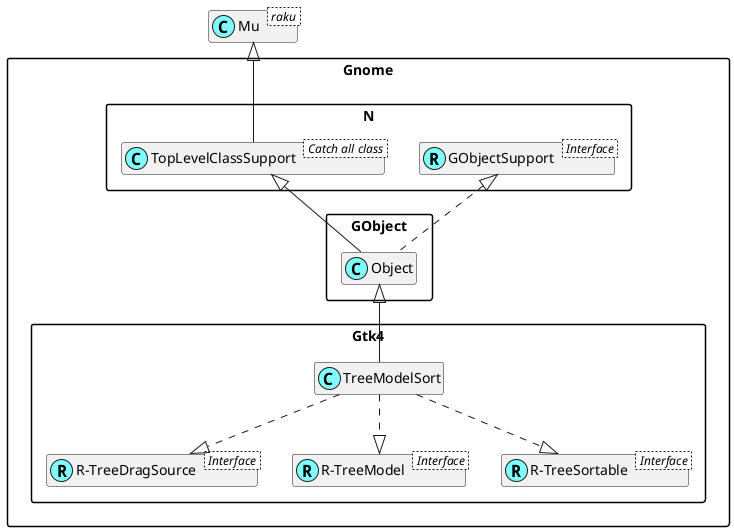 C Mu raku
Gnome
N
C TopLevelClassSupport Catch all class
R GObjectSupport Interface
GObject
C Object
Gtk4
C TreeModelSort
R R-TreeDragSource Interface
R R-TreeModel Interface
R R-TreeSortable Interface